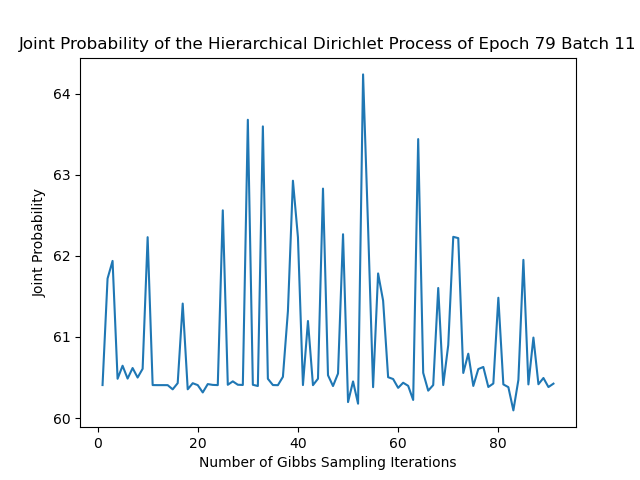 Joint Probability of the Hierarchical Dirichlet Process of Epoch 79 Batch 11
64
63
62
61
60
Joint Probability
0 20 40 60 80
Number of Gibbs Sampling Iterations